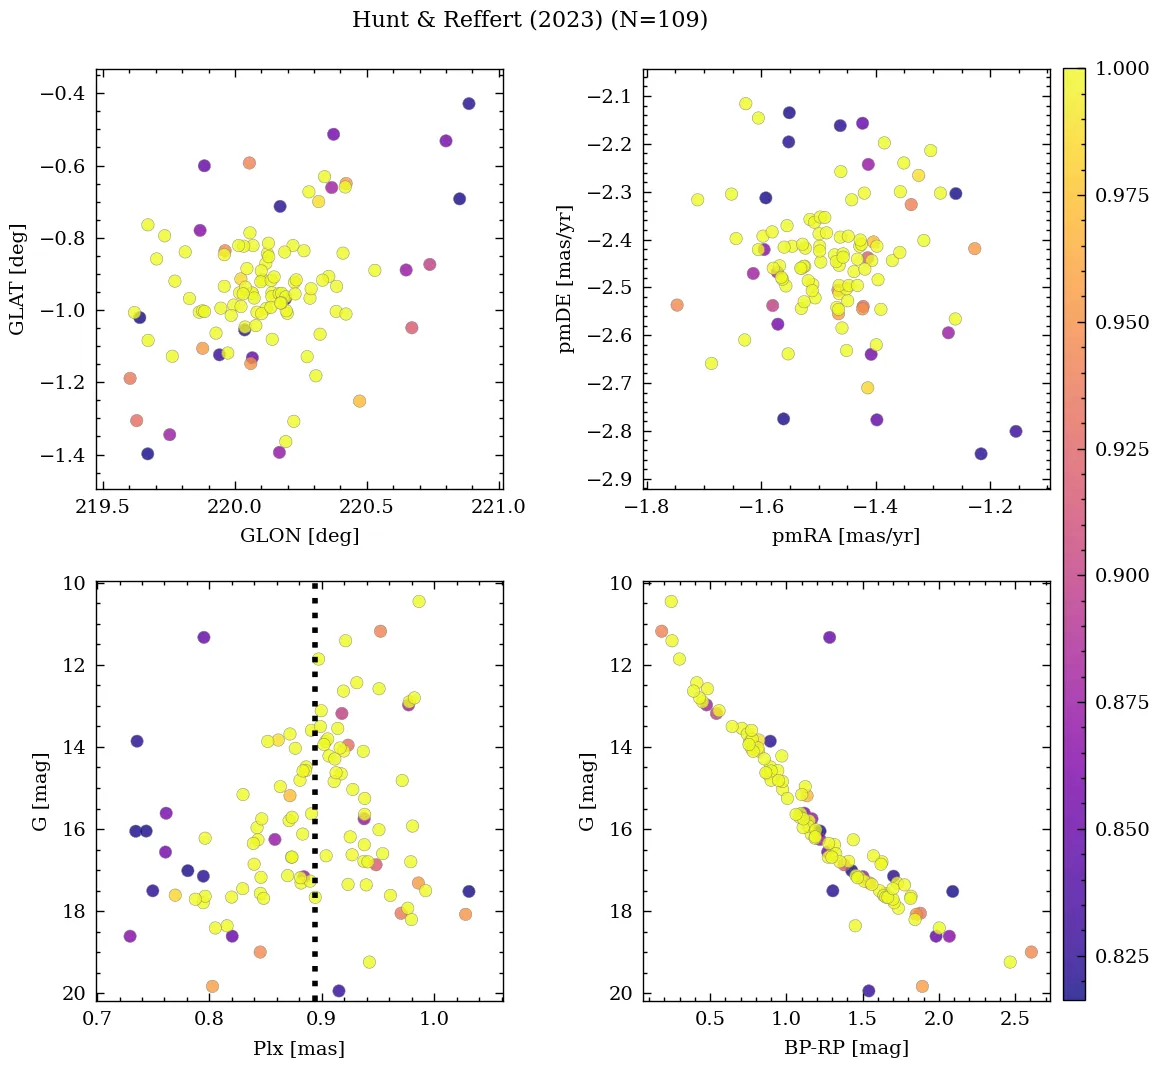 Hunt & Reffert (2023) (N=109)
−0.4
−0.6
−0.8
−1.0
−1.2
−1.4
GLAT [deg]
219.5 220.0 220.5 221.0
GLON [deg]
−2.1
−2.2
−2.3
−2.4
−2.5
−2.6
−2.7
−2.8
−2.9
pmDE [mas/yr]
−1.8 −1.6 −1.4 −1.2
pmRA [mas/yr]
10
12
14
16
18
20
G [mag]
0.7 0.8 0.9 1.0
Plx [mas]
10
12
14
16
18
20
G [mag]
0.5 1.0 1.5 2.0 2.5
BP-RP [mag]
1.000
0.975
0.950
0.925
0.900
0.875
0.850
0.825